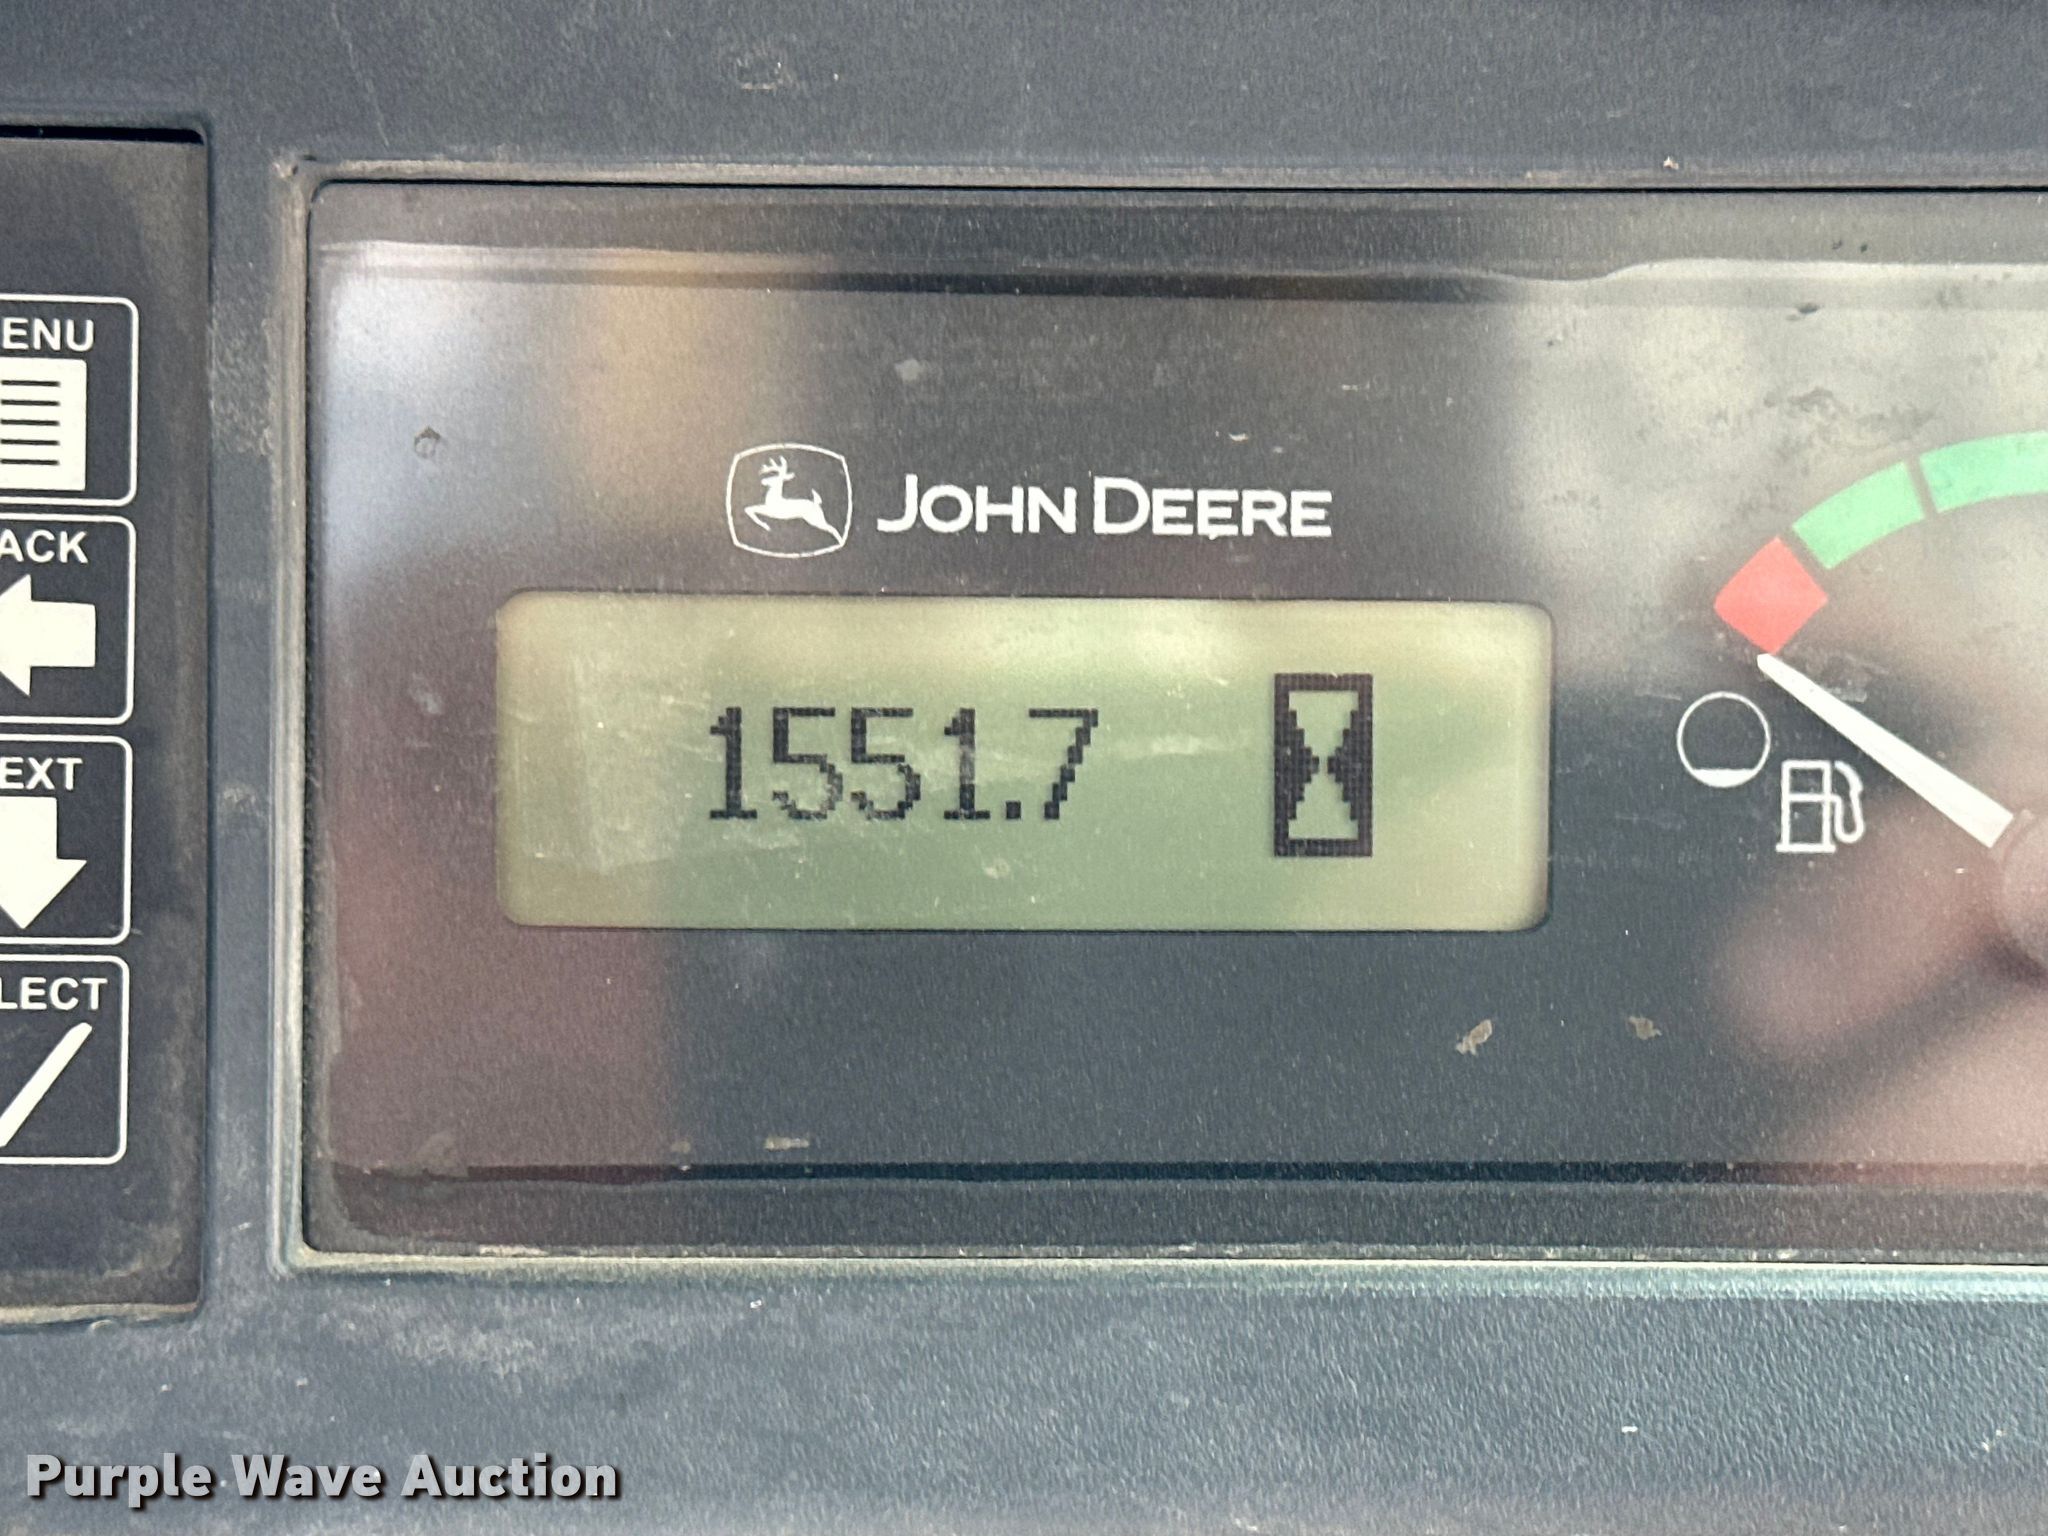 ENU
ACK
EXT
LECT
JOHN DEERE
1551.7
Purple Wave Auction